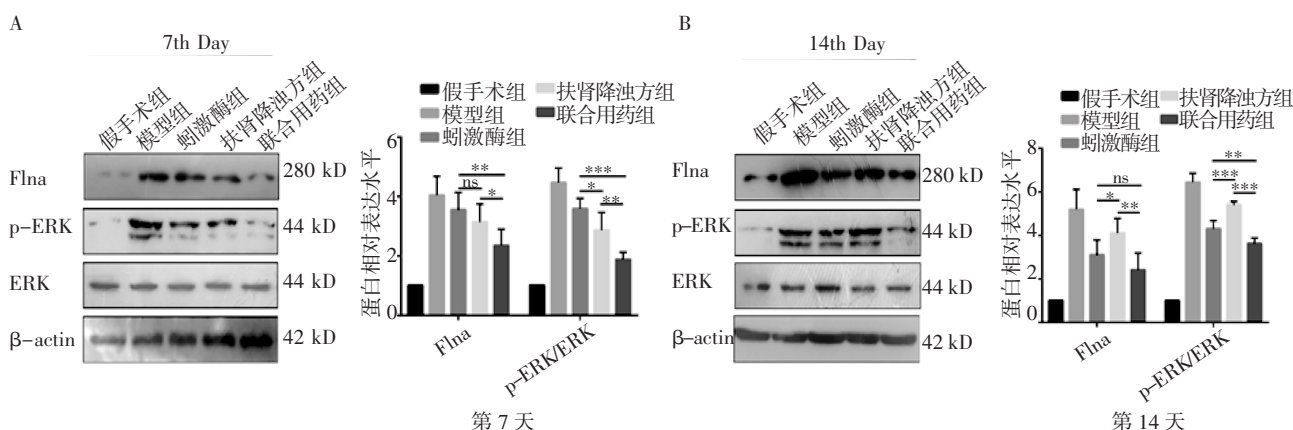 A
7th Day
假手术组
模型组
蚓激酶组
扶肾降浊方组
联合用药组
Flna
280 kD
p-ERK
44 kD
ERK
44 kD
β-actin
42 kD
假手术组
模型组
蚓激酶组
扶肾降浊方组
联合用药组
蛋白相对表达水平
6
4
2
0
**
ns
*
***
*
**
Flna
p-ERK/ERK
第 7 天
B
14th Day
假手术组
模型组
蚓激酶组
扶肾降浊方组
联合用药组
Flna
280 kD
p-ERK
44 kD
ERK
44 kD
β-actin
42 kD
假手术组
模型组
蚓激酶组
扶肾降浊方组
联合用药组
蛋白相对表达水平
8
6
4
2
0
ns
*
**
**
***
***
Flna
p-ERK/ERK
第 14 天